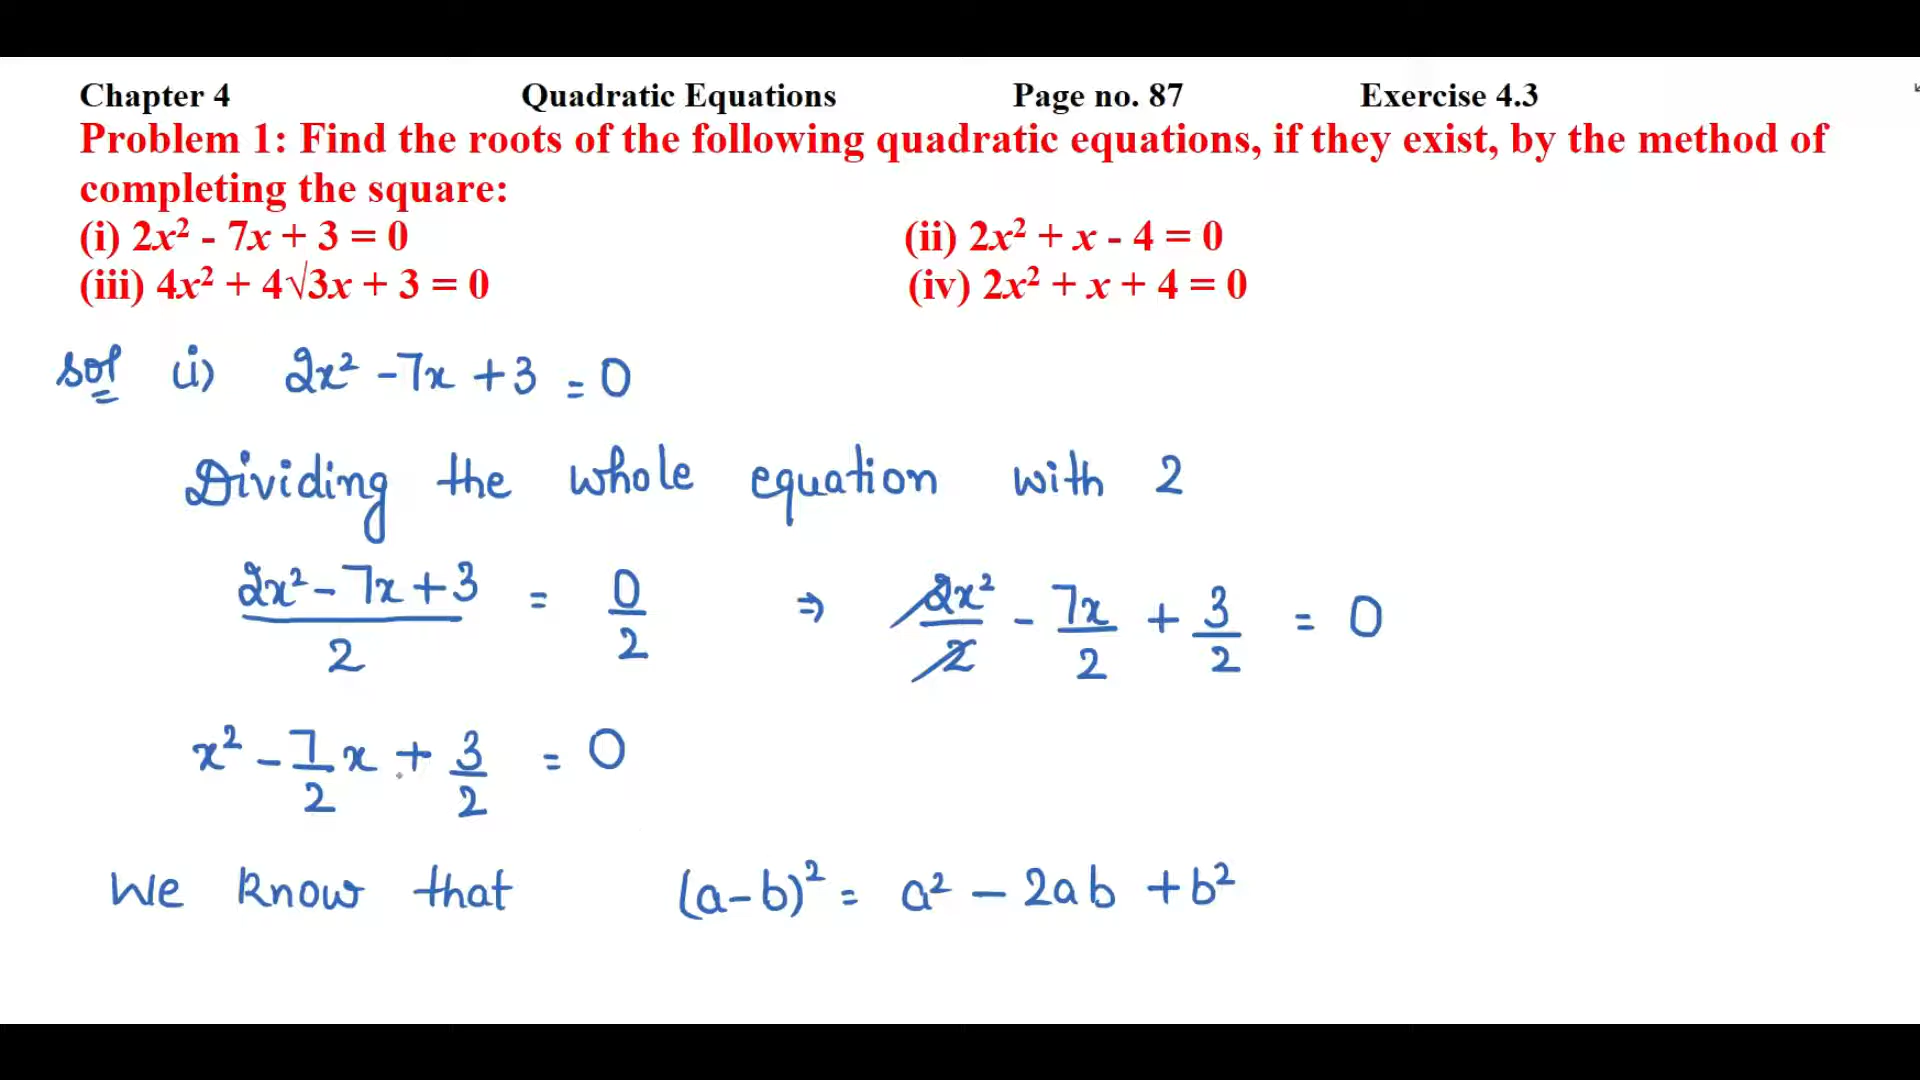 Chapter 4 Quadratic Equations Page no. 87 Exercise 4.3
Problem 1: Find the roots of the following quadratic equations, if they exist, by the method of
completing the square:
(i) 2x² - 7x + 3 = 0 (ii) 2x² + x - 4 = 0
(iii) 4x² + 4√3x + 3 = 0 (iv) 2x² + x + 4 = 0
Sol (i) 2x² - 7x + 3 = 0
Dividing the whole equation with 2
(2x² - 7x + 3)/2 = 0/2 ⇒ 2x²/2 - 7x/2 + 3/2 = 0
x² - 7/2 x + 3/2 = 0
We know that (a-b)² = a² - 2ab + b²